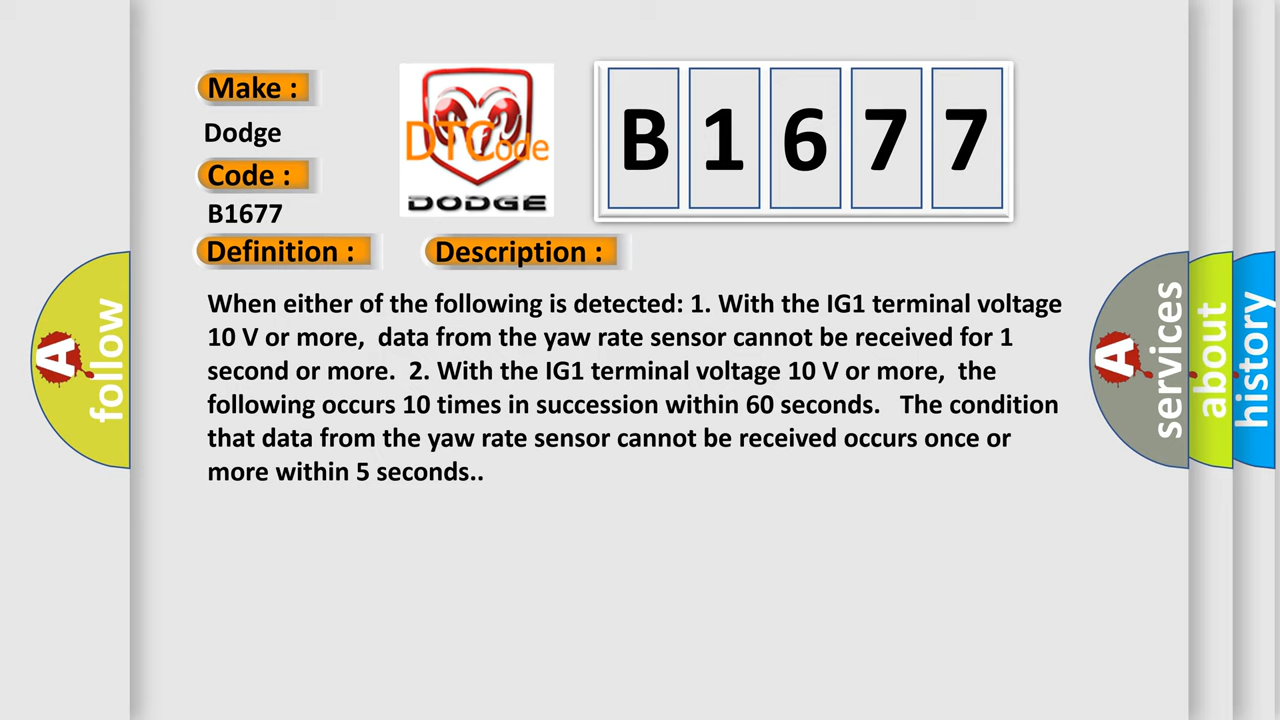 Make :
Dodge
Code :
B1677
Definition :
Description :
DTCode
DODGE
B 1 6 7 7
When either of the following is detected: 1. With the IG1 terminal voltage
10 V or more, data from the yaw rate sensor cannot be received for 1
second or more. 2. With the IG1 terminal voltage 10 V or more, the
following occurs 10 times in succession within 60 seconds. The condition
that data from the yaw rate sensor cannot be received occurs once or
more within 5 seconds..
A follow
A services
about
history